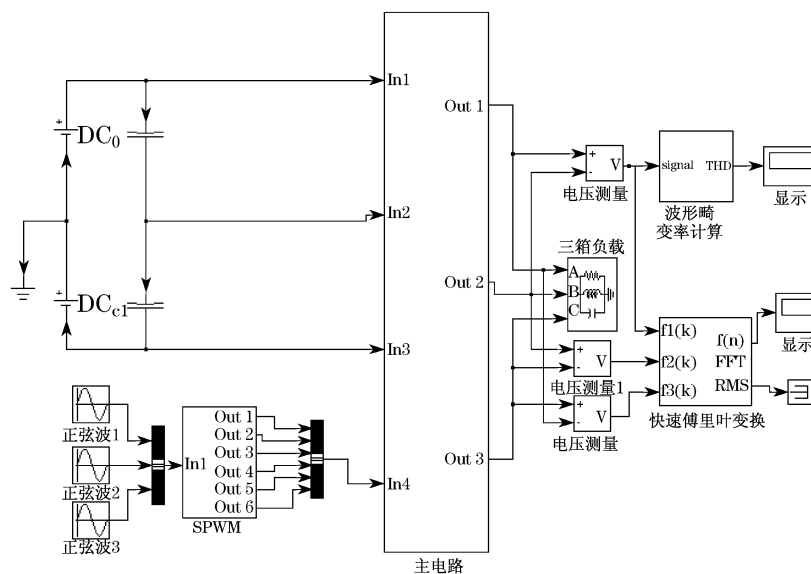 In1
Out 1
DC0
+
+
-
V
signal
THD
电压测量
波形畸
变率计算
显示
In2
三箱负载
A
B
C
Out 2
+
DCc1
f1(k)
f(n)
显示
In3
+
-
V
f2(k)
FFT
电压测量1
RMS
+
-
V
f3(k)
快速傅里叶变换
电压测量
正弦波1
Out 1
Out 2
Out 3
Out 4
Out 5
Out 6
In1
Out 3
正弦波2
In4
SPWM
正弦波3
主电路